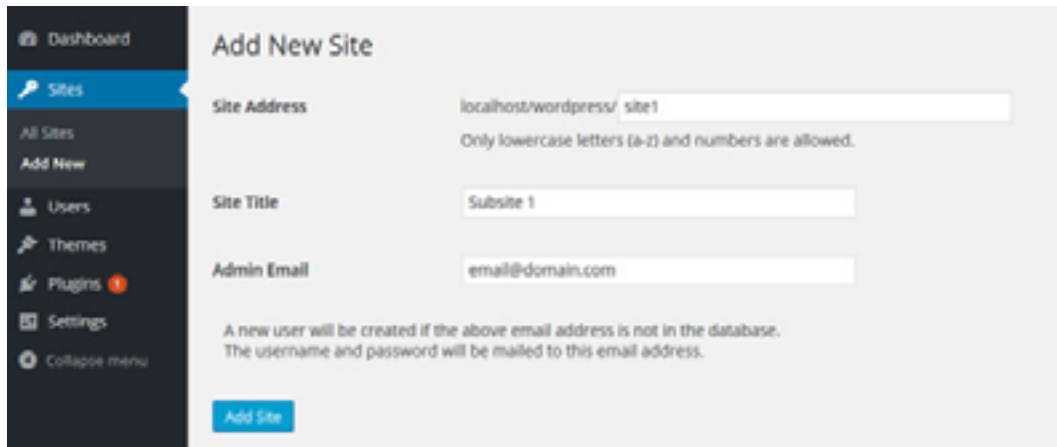 Dashboard
Sites
All Sites
Add New
Users
Themes
Plugins 1
Settings
Collapse menu
Add New Site
Site Address localhost/wordpress/ site1
Only lowercase letters (a-z) and numbers are allowed.
Site Title Subsite 1
Admin Email email@domain.com
A new user will be created if the above email address is not in the database.
The username and password will be mailed to this email address.
Add Site